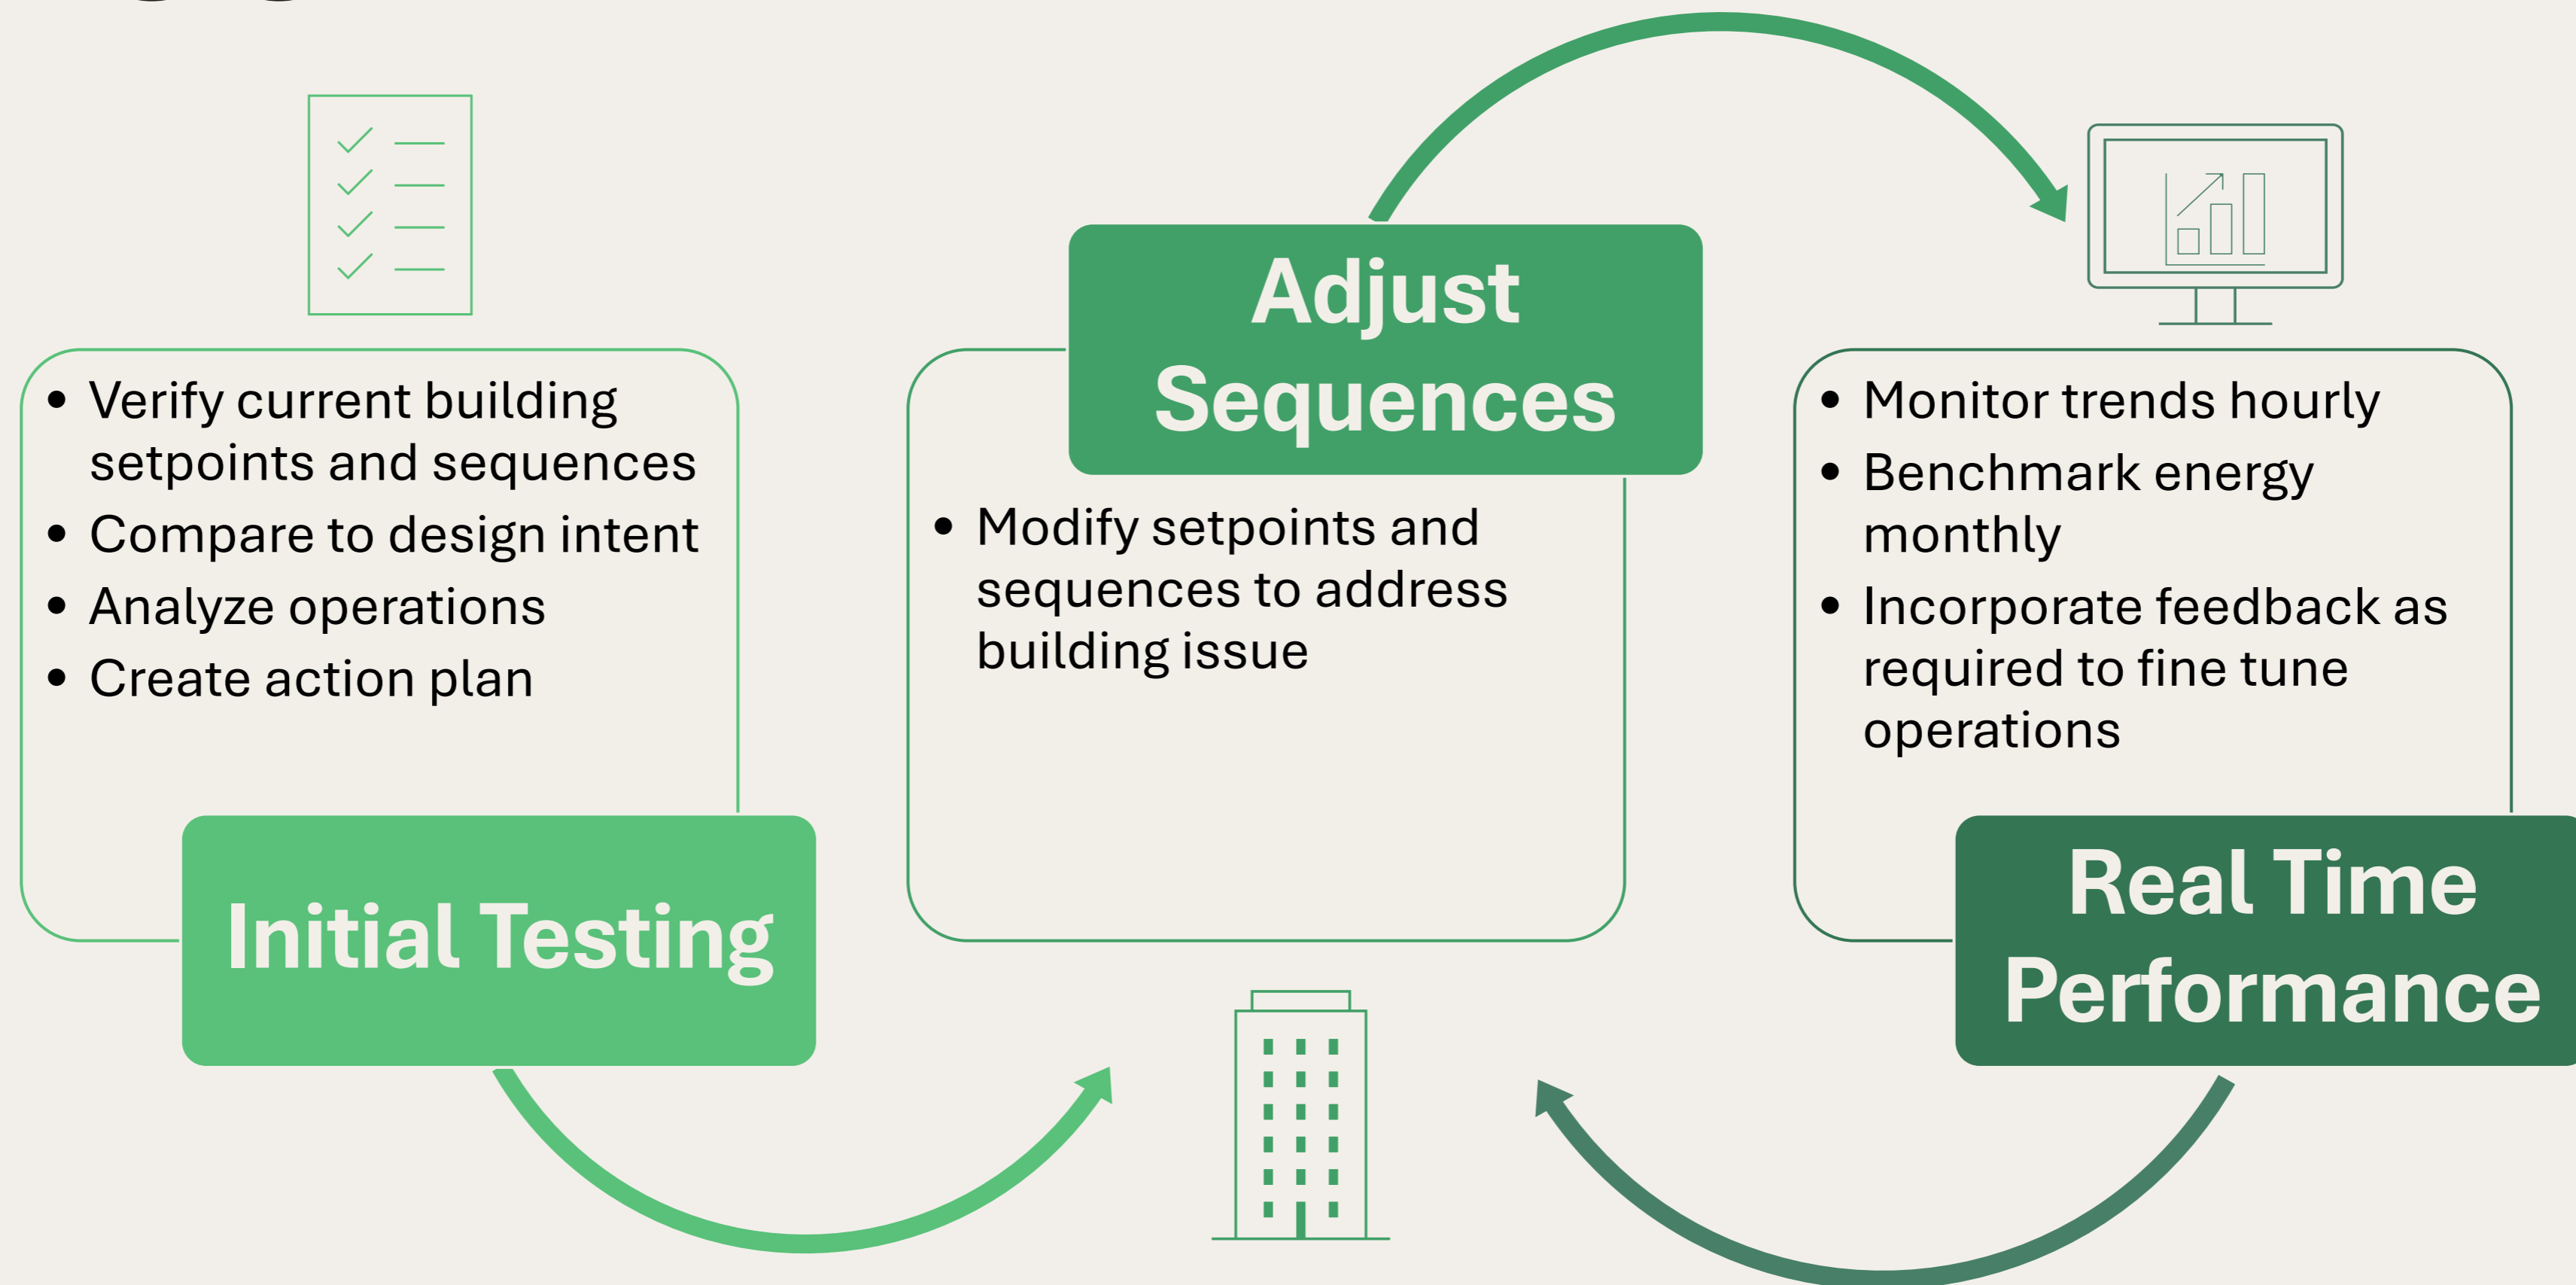 • Verify current building
setpoints and sequences
• Compare to design intent
• Analyze operations
• Create action plan
Initial Testing
Adjust
Sequences
• Modify setpoints and
sequences to address
building issue
• Monitor trends hourly
• Benchmark energy
monthly
• Incorporate feedback as
required to fine tune
operations
Real Time
Performance